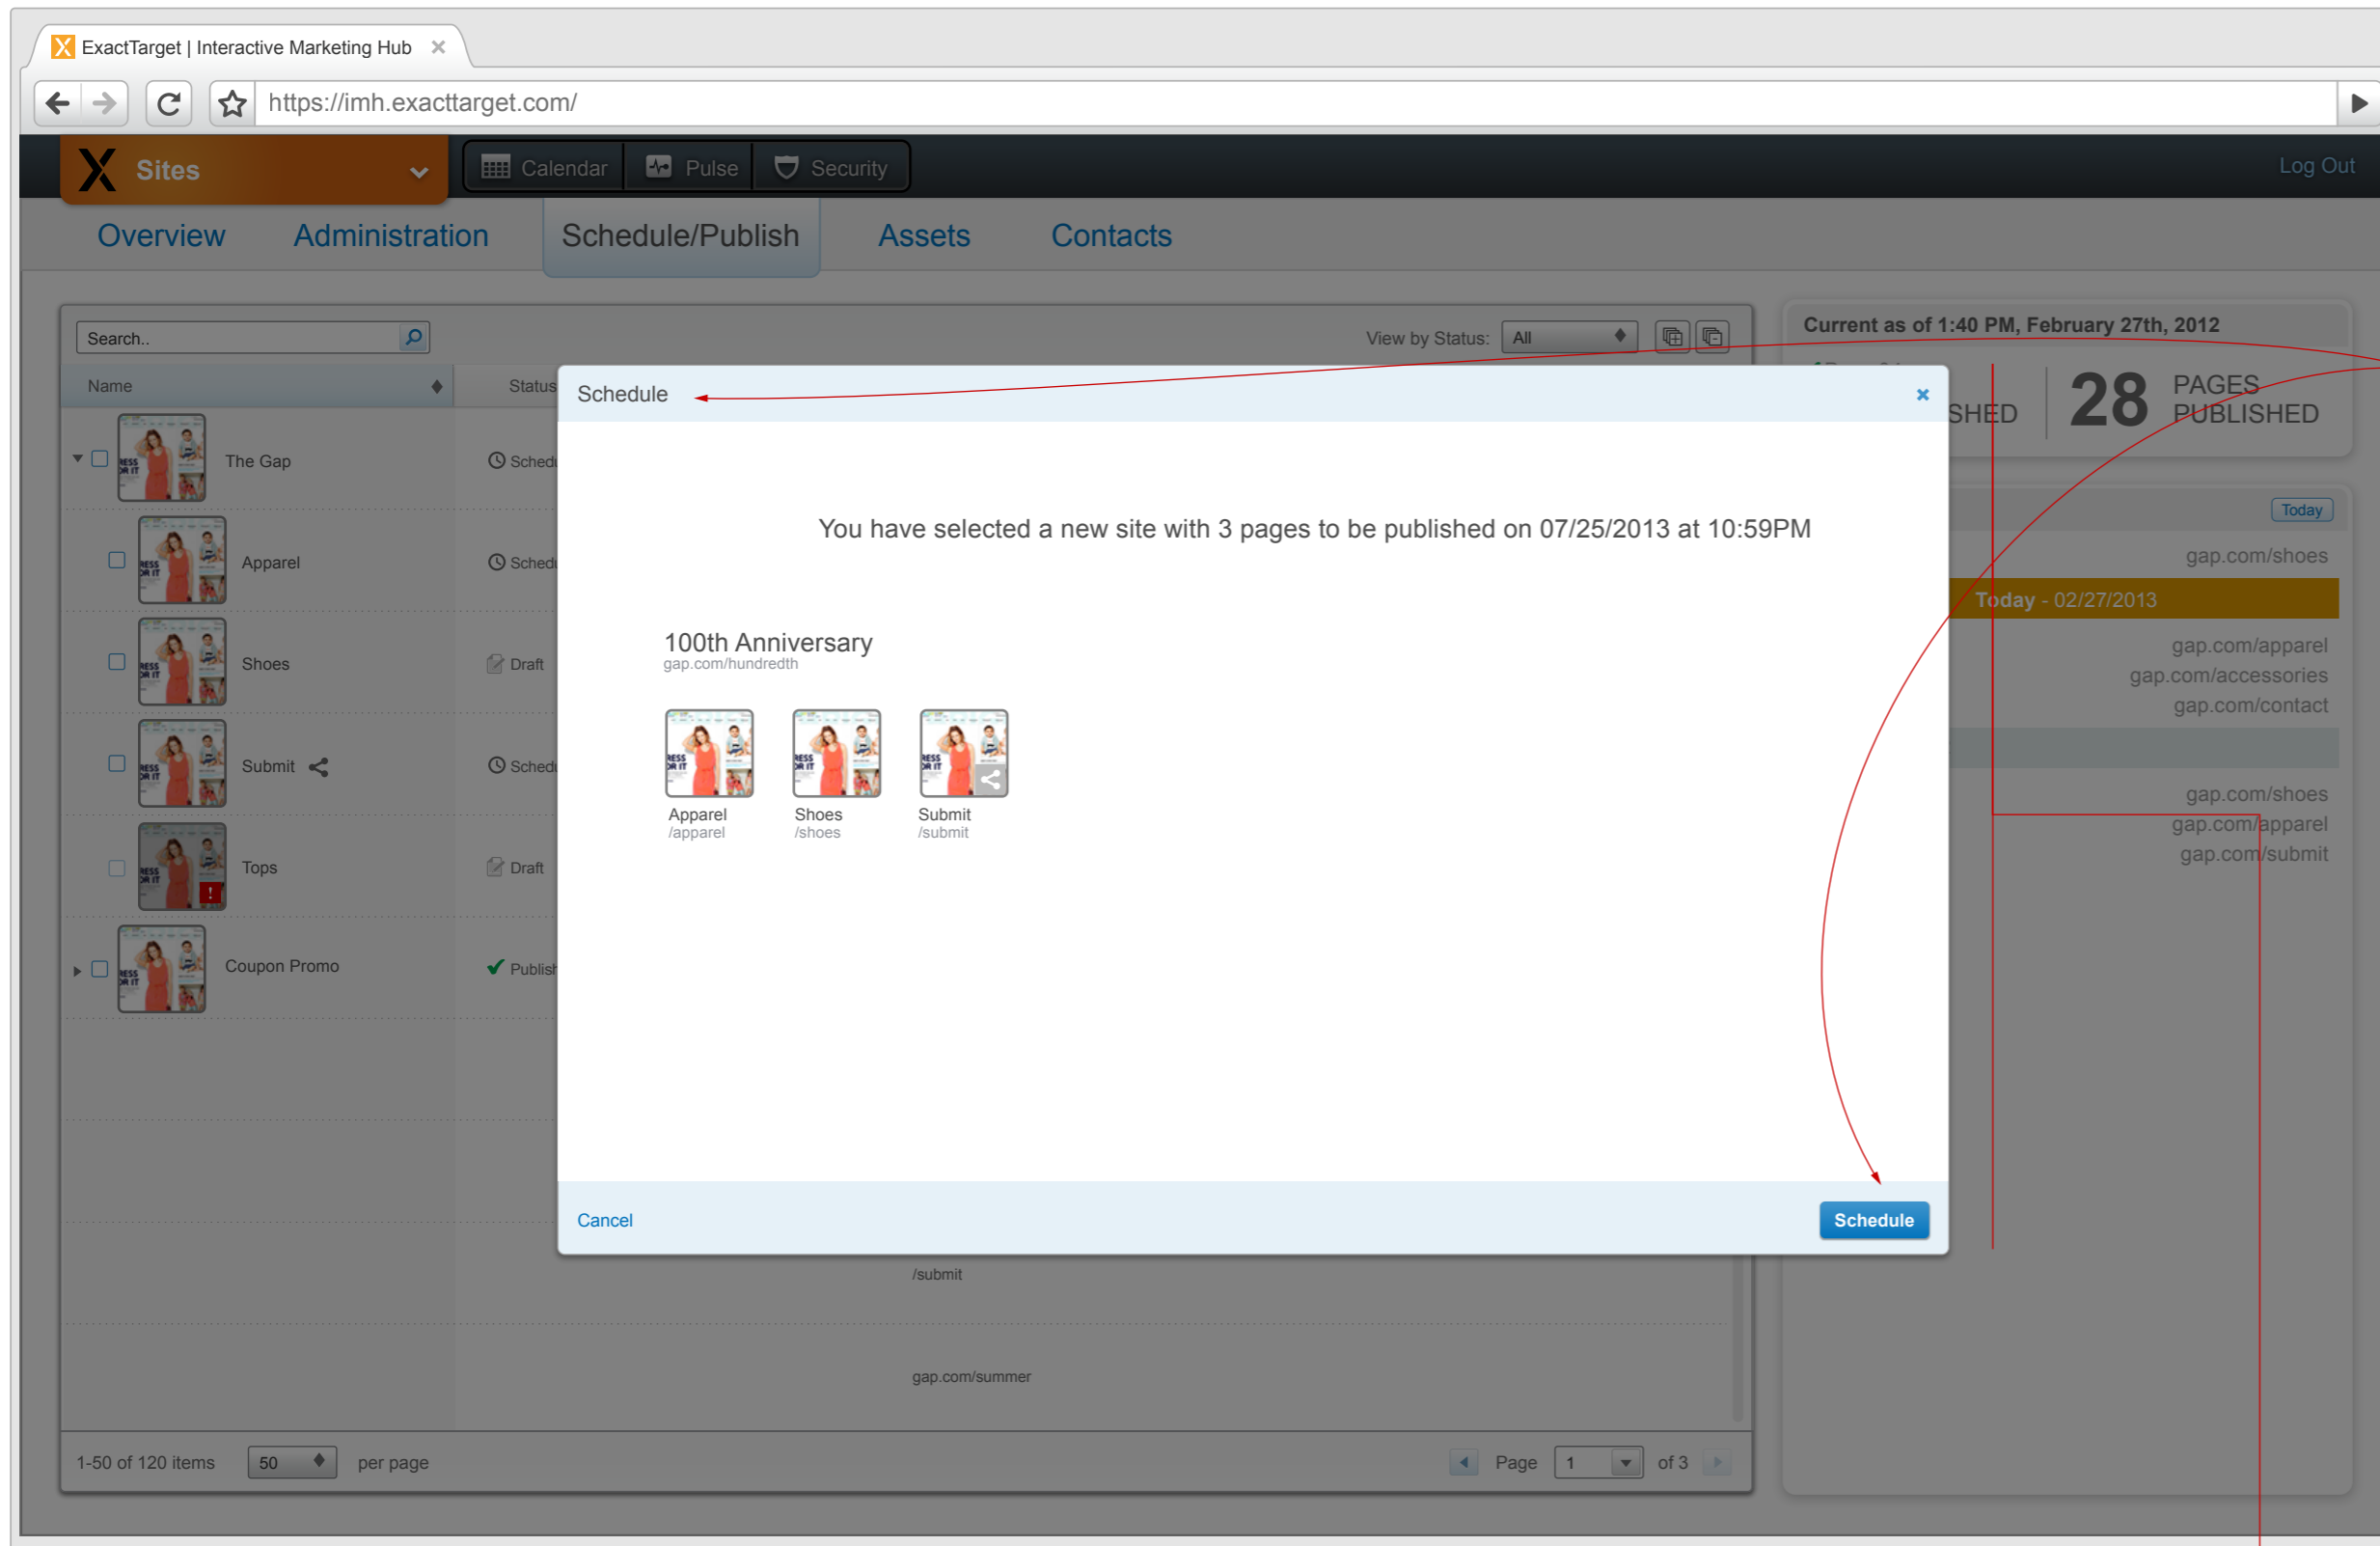 ExactTarget | Interactive Marketing Hub
https://imh.exacttarget.com/
Sites
Calendar
Pulse
Security
Log Out
Overview
Administration
Schedule/Publish
Assets
Contacts
Search..
View by Status:
All
Current as of 1:40 PM, February 27th, 2012
Name
Status
SHED
28
PAGES
PUBLISHED
The Gap
Sched
Apparel
Sched
Shoes
Draft
Submit
Sched
Tops
Draft
Coupon Promo
Publish
Schedule
You have selected a new site with 3 pages to be published on 07/25/2013 at 10:59PM
100th Anniversary
gap.com/hundredth
Apparel
/apparel
Shoes
/shoes
Submit
/submit
Cancel
Schedule
Today
gap.com/shoes
Today - 02/27/2013
gap.com/apparel
gap.com/accessories
gap.com/contact
gap.com/shoes
gap.com/apparel
gap.com/submit
/submit
gap.com/summer
1-50 of 120 items
50
per page
Page
1
of 3